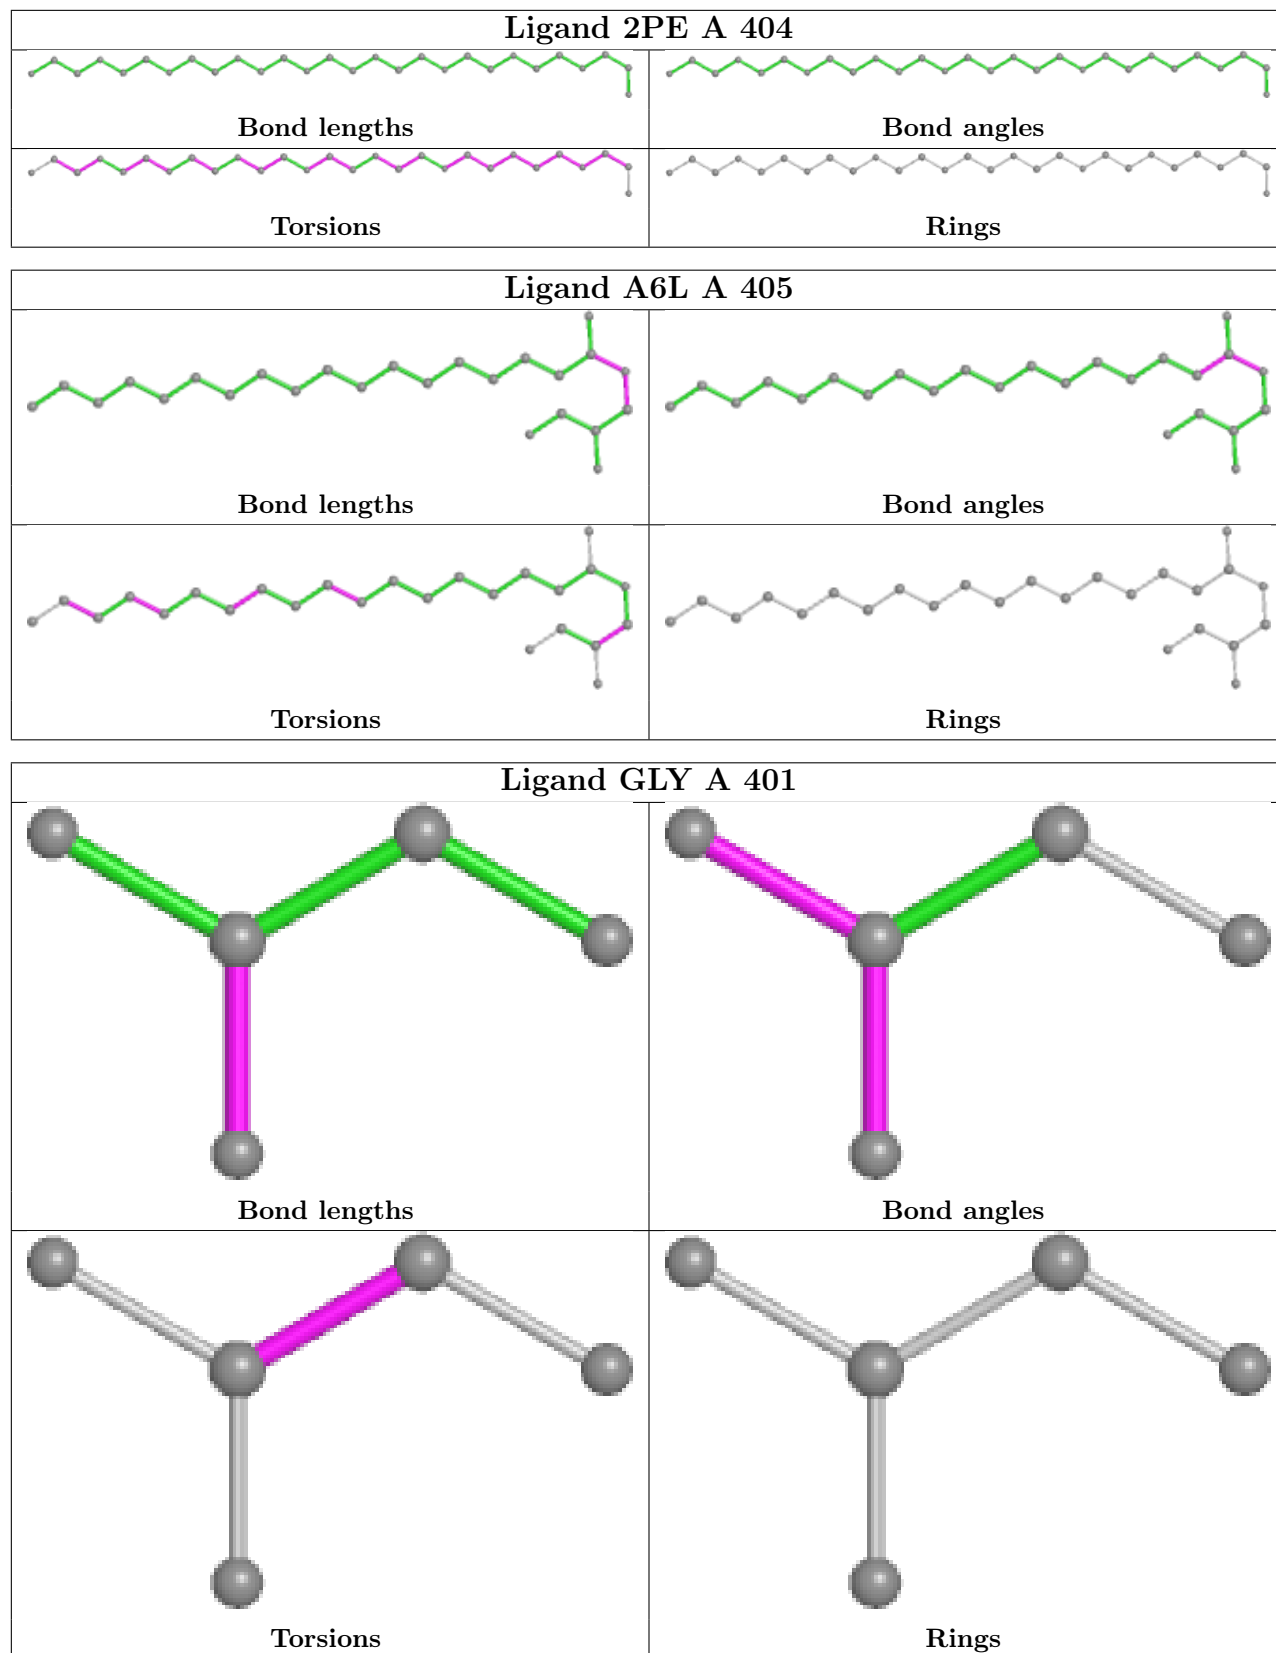 Ligand 2PE A 404
Bond lengths
Bond angles
Torsions
Rings
Ligand A6L A 405
Bond lengths
Bond angles
Torsions
Rings
Ligand GLY A 401
Bond lengths
Bond angles
Torsions
Rings